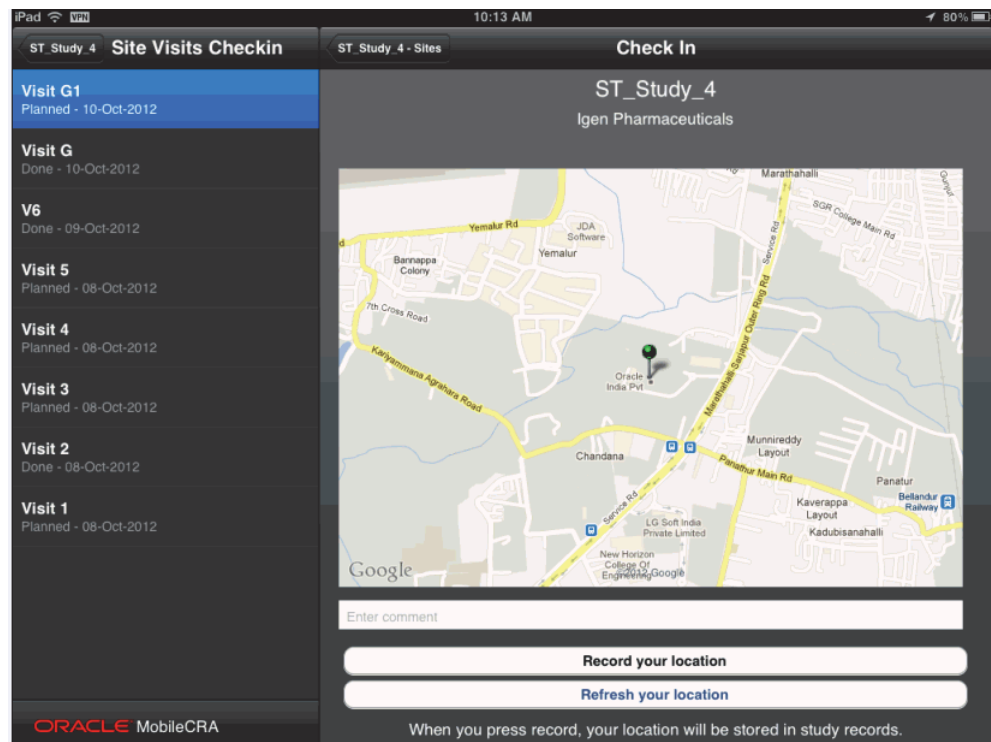 iPad VPN 10:13 AM 80%
ST_Study_4 Site Visits Checkin
ST_Study_4 - Sites Check In
Visit G1
Planned - 10-Oct-2012
Visit G
Done - 10-Oct-2012
V6
Done - 09-Oct-2012
Visit 5
Planned - 08-Oct-2012
Visit 4
Planned - 08-Oct-2012
Visit 3
Planned - 08-Oct-2012
Visit 2
Done - 08-Oct-2012
Visit 1
Planned - 08-Oct-2012
ORACLE MobileCRA
ST_Study_4
Igen Pharmaceuticals
Marathahalli
Gunjur
SGR College Main Rd
Yemalur Rd
JDA
Software
Service Rd
Yemalur
Bannappa
Colony
7th Cross Road
Marathahalli Sarjapur Outer Ring Rd
Kariyammana Agrahara Road
Oracle
India Pvt
Munnireddy
Layout
Chandana
Panathur Main Rd
Panatur
Bellandur
Railway
Kaverappa
Layout
Kadubisanahalli
Service Rd
LG Soft India
Private Limited
New Horizon
College Of
Engineering
©2012 Google
Google
Enter comment
Record your location
Refresh your location
When you press record, your location will be stored in study records.